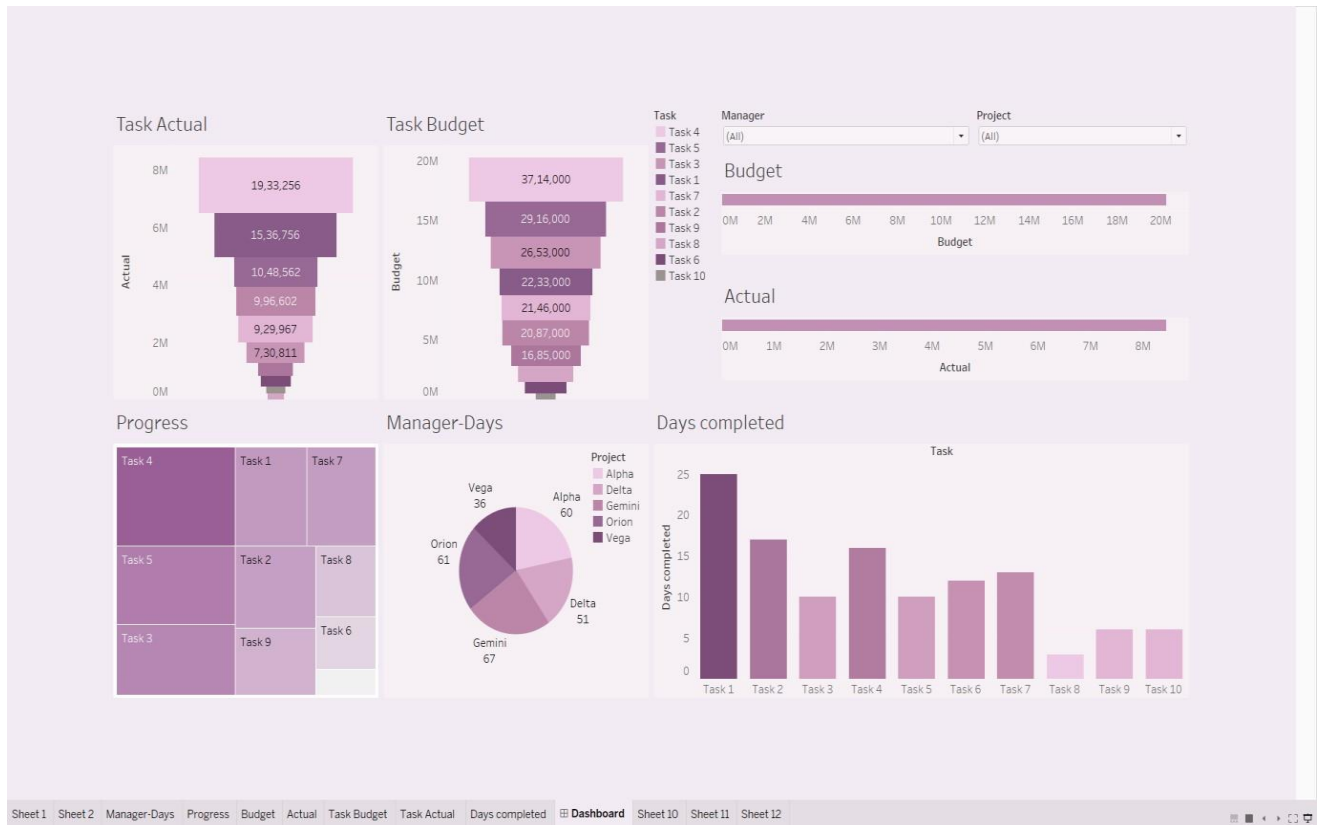 Task Actual
8M
6M
4M
2M
0M
Actual
19,33,256
15,36,756
10,48,562
9,96,602
9,29,967
7,30,811
Task Budget
20M
15M
10M
5M
0M
Budget
37,14,000
29,16,000
26,53,000
22,33,000
21,46,000
20,87,000
16,85,000
Task
Task 4
Task 5
Task 3
Task 1
Task 7
Task 2
Task 9
Task 8
Task 6
Task 10
Manager
(All)
Project
(All)
Budget
0M 2M 4M 6M 8M 10M 12M 14M 16M 18M 20M
Budget
Actual
0M 1M 2M 3M 4M 5M 6M 7M 8M
Actual
Progress
Task 4
Task 1
Task 7
Task 5
Task 2
Task 8
Task 3
Task 9
Task 6
Manager-Days
Project
Alpha
Delta
Gemini
Orion
Vega
Vega
36
Alpha
60
Orion
61
Delta
51
Gemini
67
Days completed
Task
25
20
15
10
5
0
Days completed
Task 1 Task 2 Task 3 Task 4 Task 5 Task 6 Task 7 Task 8 Task 9 Task 10
Sheet 1 Sheet 2 Manager-Days Progress Budget Actual Task Budget Task Actual Days completed Dashboard Sheet 10 Sheet 11 Sheet 12